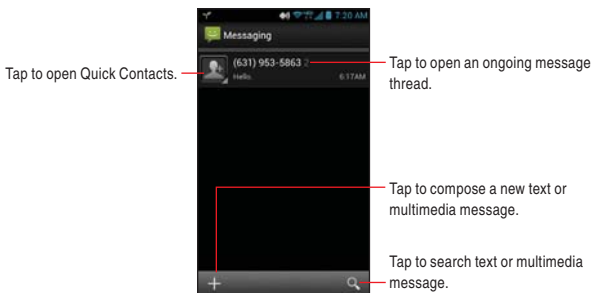 7:20 AM
Messaging
(631) 953-5863 2
Hello.
6:17AM
Tap to open Quick Contacts.
Tap to open an ongoing message
thread.
Tap to compose a new text or
multimedia message.
Tap to search text or multimedia
message.